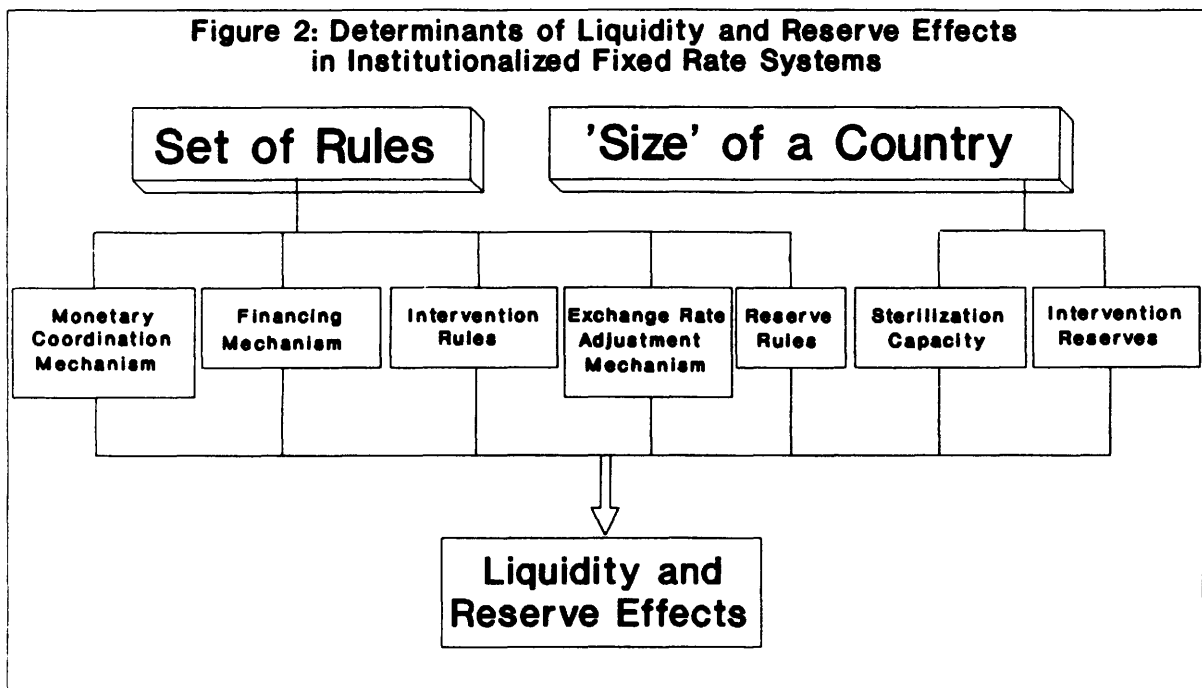 Figure 2: Determinants of Liquidity and Reserve Effects
in Institutionalized Fixed Rate Systems
Set of Rules
'Size' of a Country
Monetary
Coordination
Mechanism
Financing
Mechanism
Intervention
Rules
Exchange Rate
Adjustment
Mechanism
Reserve
Rules
Sterilization
Capacity
Intervention
Reserves
Liquidity and
Reserve Effects